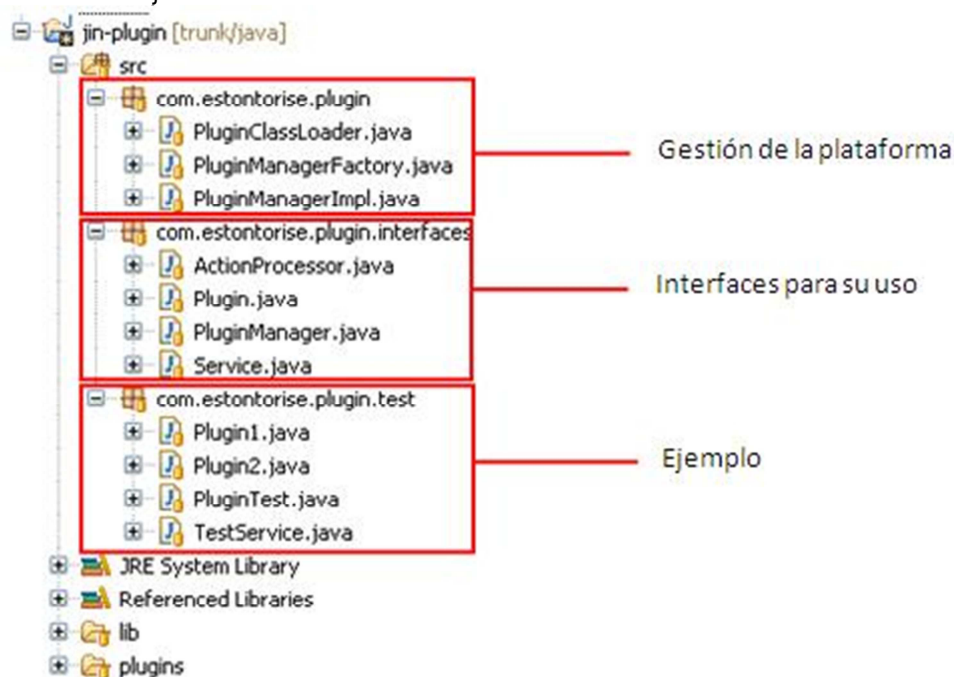 jin-plugin [trunk/java]
src
com.estontorise.plugin
PluginClassLoader.java
PluginManagerFactory.java
PluginManagerImpl.java
Gestión de la plataforma
com.estontorise.plugin.interfaces
ActionProcessor.java
Plugin.java
PluginManager.java
Service.java
Interfaces para su uso
com.estontorise.plugin.test
Plugin1.java
Plugin2.java
PluginTest.java
TestService.java
Ejemplo
JRE System Library
Referenced Libraries
lib
plugins